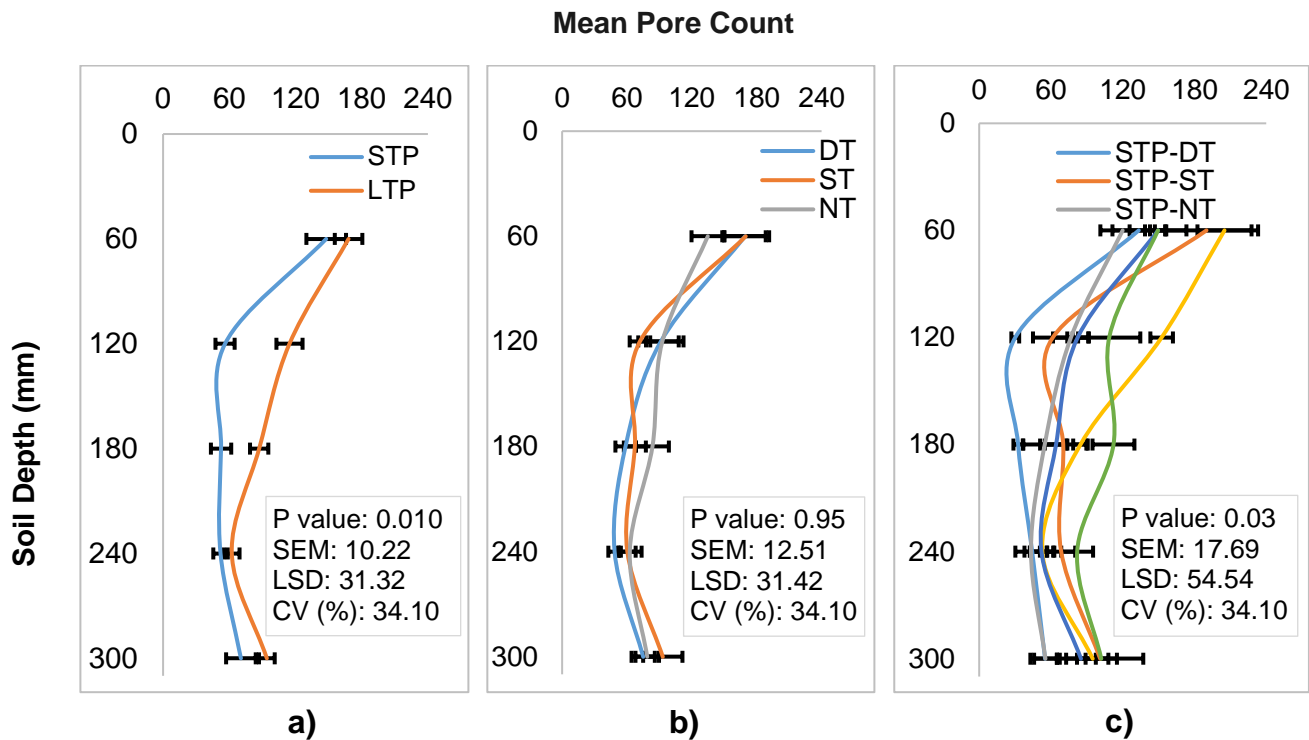 Mean Pore Count
Soil Depth (mm)
0 60 120 180 240
0
60
120
180
240
300
STP
LTP
P value: 0.010
SEM: 10.22
LSD: 31.32
CV (%): 34.10
a)
0 60 120 180 240
0
60
120
180
240
300
DT
ST
NT
P value: 0.95
SEM: 12.51
LSD: 31.42
CV (%): 34.10
b)
0 60 120 180 240
0
60
120
180
240
300
STP-DT
STP-ST
STP-NT
P value: 0.03
SEM: 17.69
LSD: 54.54
CV (%): 34.10
c)